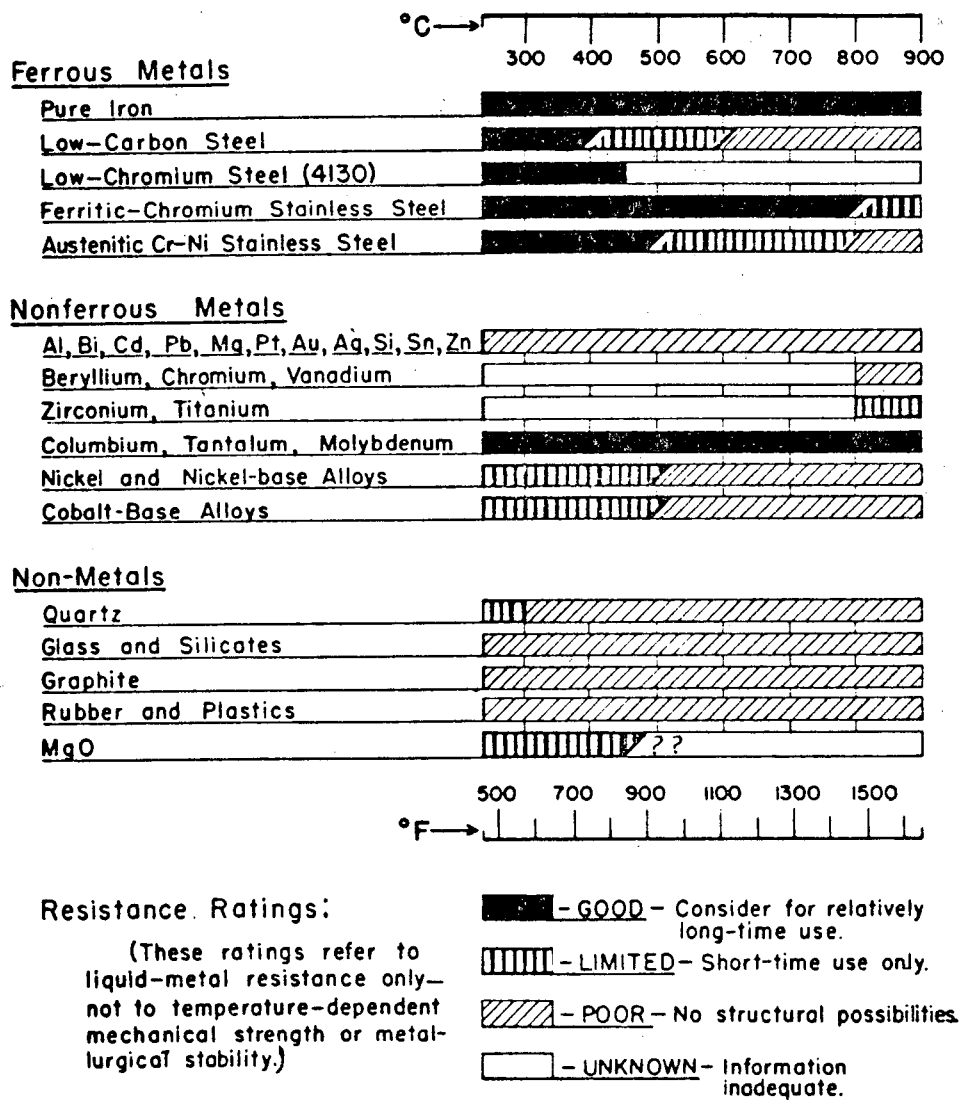 °C→
300 400 500 600 700 800 900
Ferrous Metals
Pure Iron
Low-Carbon Steel
Low-Chromium Steel (4130)
Ferritic-Chromium Stainless Steel
Austenitic Cr-Ni Stainless Steel
Nonferrous Metals
Al, Bi, Cd, Pb, Mg, Pt, Au, Ag, Si, Sn, Zn
Beryllium, Chromium, Vanadium
Zirconium, Titanium
Columbium, Tantalum, Molybdenum
Nickel and Nickel-base Alloys
Cobalt-Base Alloys
Non-Metals
Quartz
Glass and Silicates
Graphite
Rubber and Plastics
MgO
? ?
500 700 900 1100 1300 1500
°F→
Resistance Ratings:
(These ratings refer to
liquid-metal resistance only—
not to temperature-dependent
mechanical strength or metal-
lurgical stability.)
- GOOD - Consider for relatively
long-time use.
- LIMITED - Short-time use only.
- POOR - No structural possibilities.
- UNKNOWN - Information
inadequate.